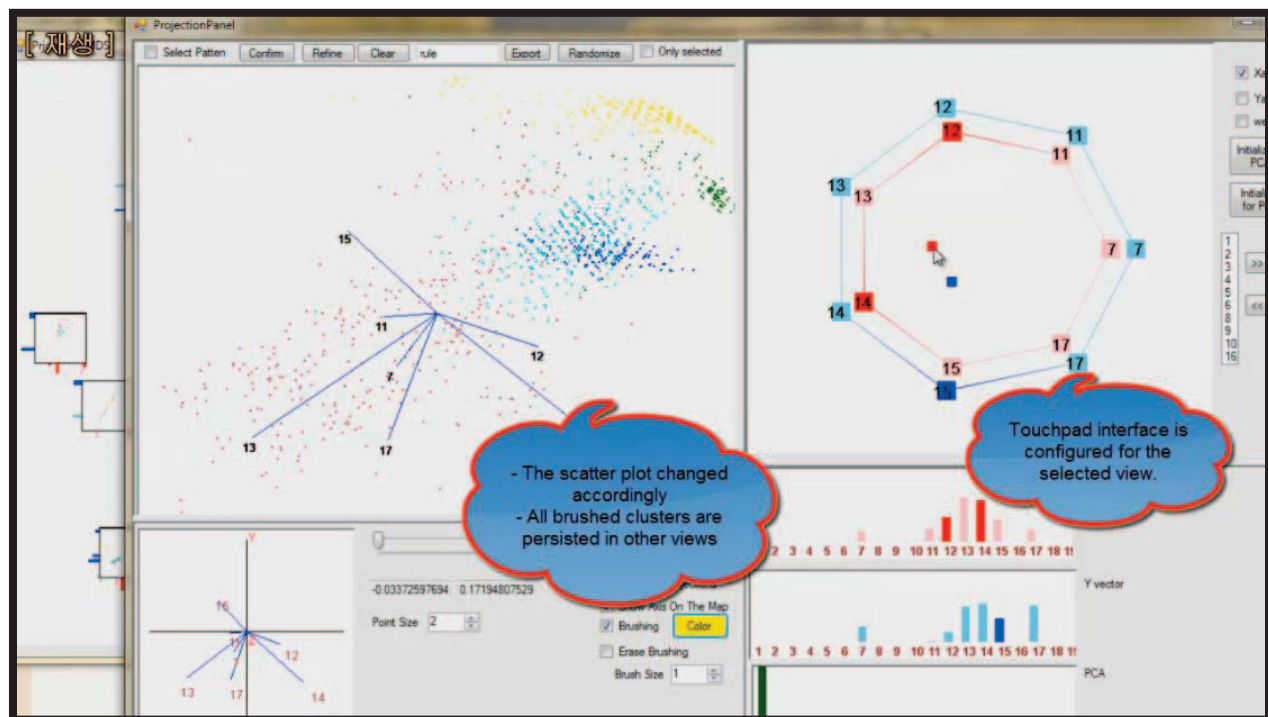 ProjectionPanel
[ 재생 ]
Select Patten Confirm Refine Clear rule Export Randomize Only selected
15
11
12
7
13
17
12
11
12
11
13
13
7
7
14
14
17
15
17
15
1
2
3
4
5
6
8
9
10
16
>>
<<
Touchpad interface is
configured for the
selected view.
- The scatter plot changed
accordingly
- All brushed clusters are
persisted in other views
2 3 4 5 6 7 8 9 10 11 12 13 14 15 16 17 18
Y vector
1 2 3 4 5 6 7 8 9 10 11 12 13 14 15 16 17 18
PCA
Y
12
13
17
14
-0.03372597694 0.17194807529
Axis On The Map
Point Size 2
Brushing Color
Erase Brushing
Brush Size 1